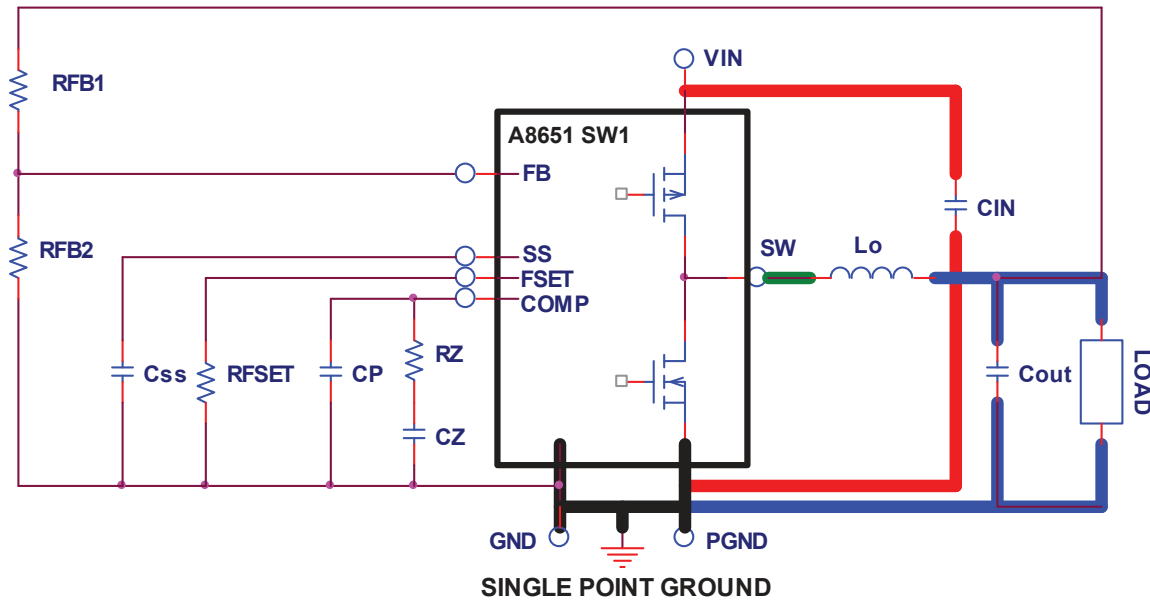 VIN
RFB1
A8651 SW1
FB
CIN
RFB2
SS
SW
Lo
FSET
COMP
RZ
Css
RFSET
CP
Cout
LOAD
CZ
GND
PGND
SINGLE POINT GROUND